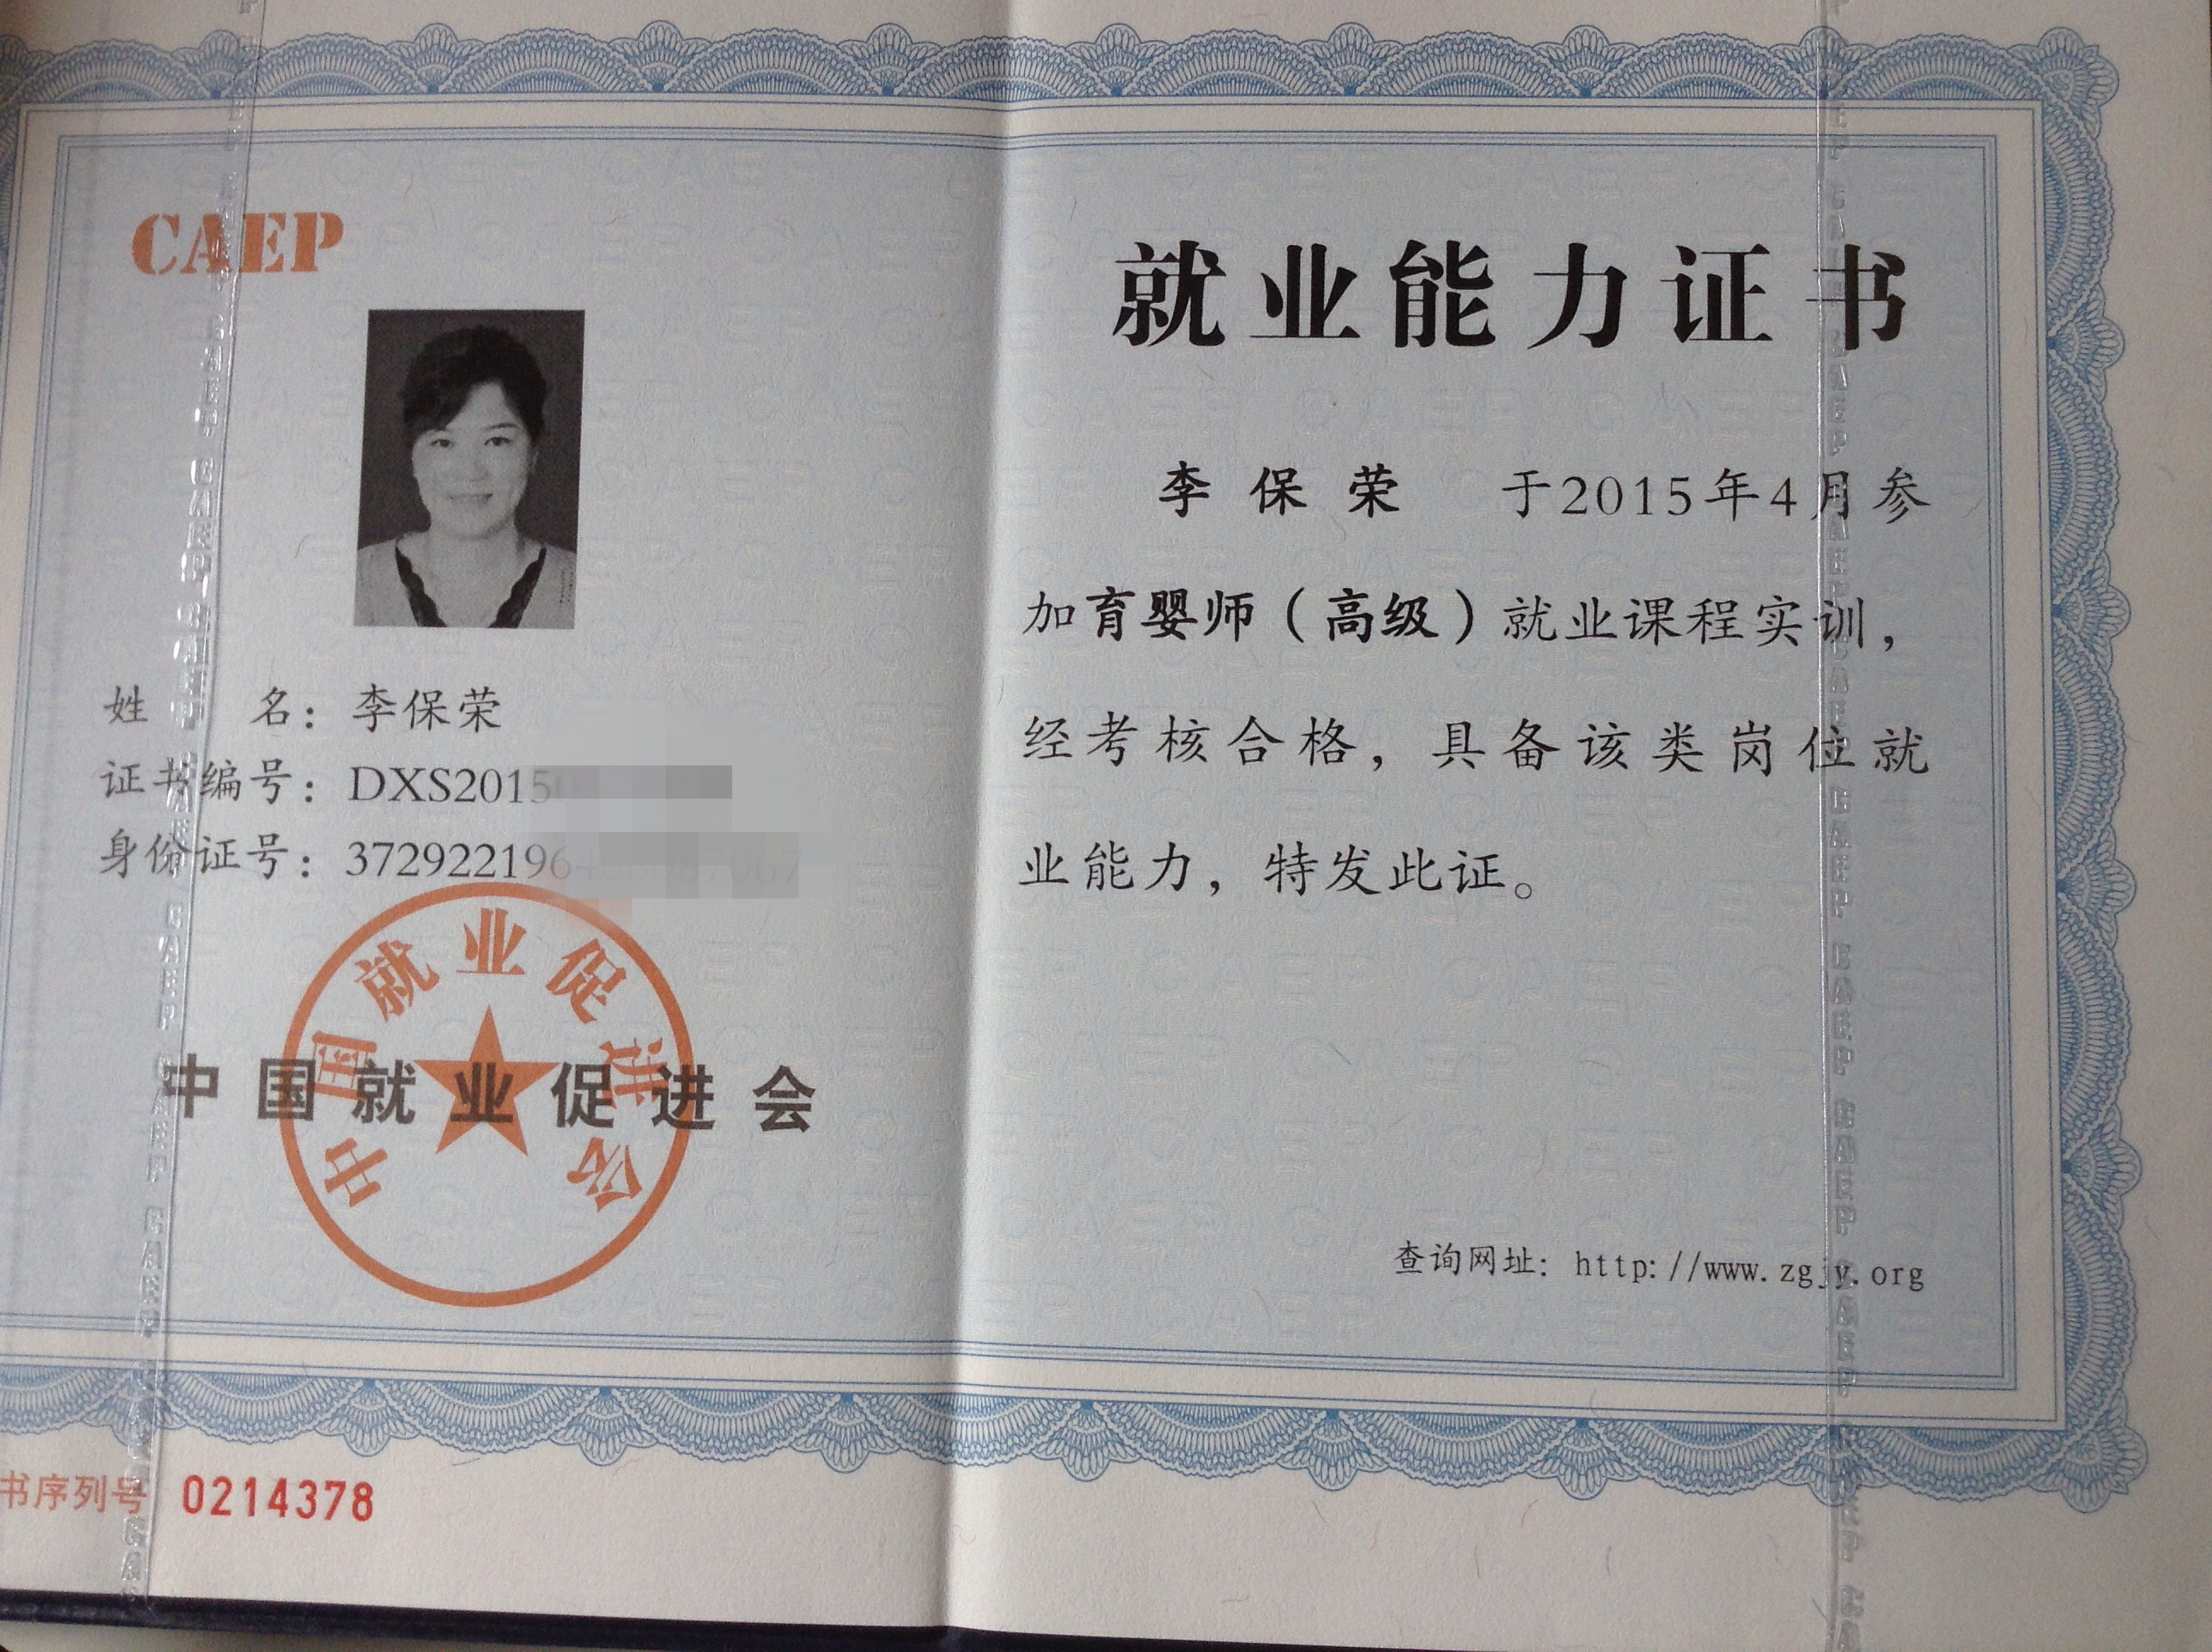 CAEP
姓 名：李保荣
证书编号：DXS2015
身份证号：37292219
中国就业促进会
中国就业促进会
书序列号 0214378
就业能力证书
李保荣 于2015年4月参
加育婴师（高级）就业课程实训，
经考核合格，具备该类岗位就
业能力，特发此证。
查询网址：http://www.zgjy.org